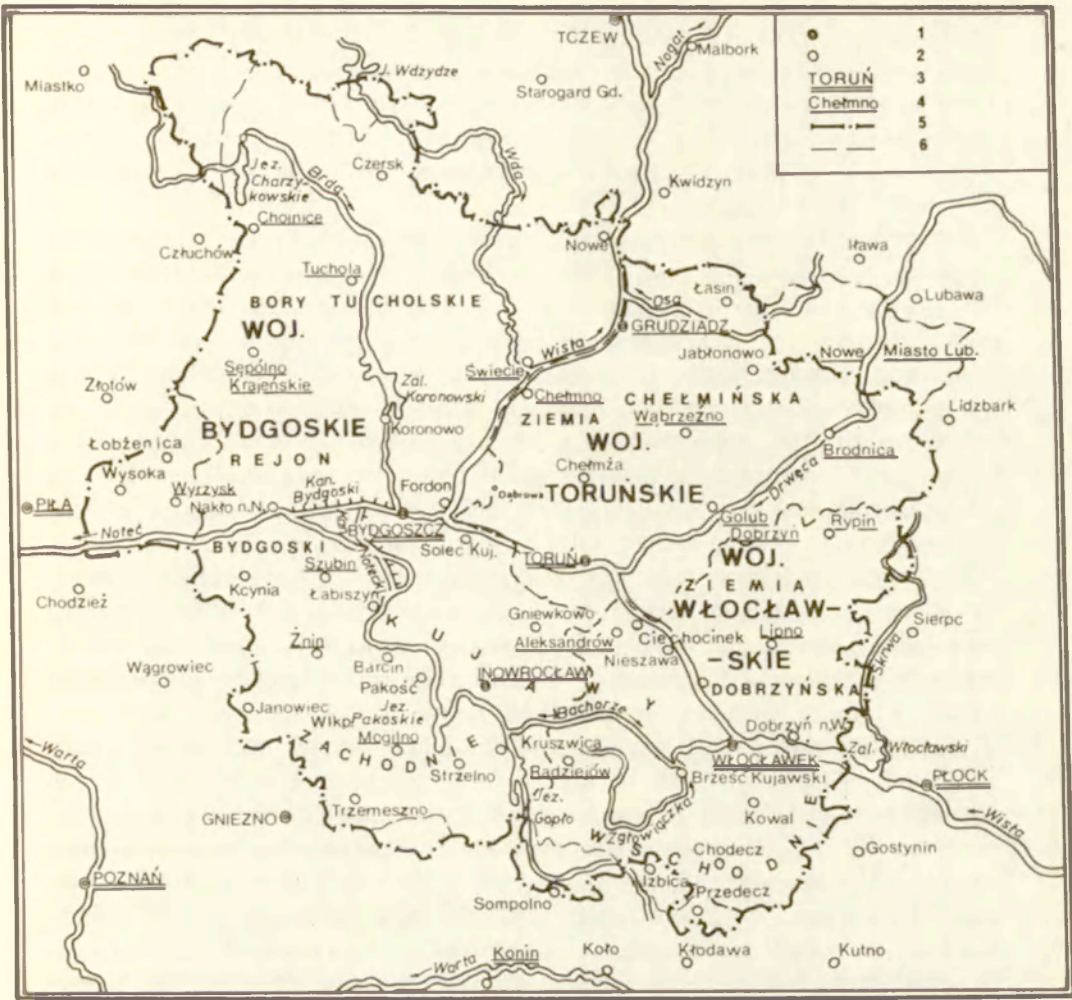 TCZEW
Nogat
Malbork
Miastko
J. Wdzydze
Starogard Gd.
1
2
TORUŃ 3
Chełmno 4
5
6
Jez.
Charzy-
kowskie
Brda
Czersk
Wda
Kwidzyn
Chojnice
Człuchów
Nowe
Iława
Tuchola
Łasin
Osa
Lubawa
BORY TUCHOLSKIE
WOJ.
GRUDZIĄDZ
Wisła
Jabłonowo
Nowe Miasto Lub.
Sępólno
Krajeńskie
Świecie
Złotów
Zal.
Koronowski
Chełmno
CHEŁMIŃSKA
ZIEMIA
Wąbrzeźno
Lidzbark
BYDGOSKIE
Koronowo
WOJ.
Brodnica
Łobżenica
REJON
Wysoka
Chełmża
Kan.
Bydgoski
Fordon
Dąbrowa
TORUŃSKIE
Drwęca
Wyrzysk
PIŁA
Nakło n.N.
Golub
Dobrzyń
Rypin
Noteć
BYDGOSZCZ
BYDGOSKI
Solec Kuj.
TORUŃ
WOJ.
Szubin
Notecki
ZIEMIA
Kcynia
Chodzież
Łabiszyn
WŁOCŁAW-
Gniewkowo
Sierpc
Żnin
KUJAWY
Aleksandrów
Ciechocinek
Lipno
Nieszawa
Skrwa
-SKIE
Wągrowiec
Barcin
INOWROCŁAW
Pakość
DOBRZYŃSKA
Janowiec
Wlkp.
Jez.
Pakoskie
Bachorze
Mogilno
ZACHODNIE
Dobrzyń n.W.
Warta
Kruszwica
WŁOCŁAWEK
Zal. Włocławski
Strzelno
Radziejów
Brześć Kujawski
PŁOCK
Trzemeszno
Jez.
Gopło
Kowal
GNIEZNO
Zgłowiączka
Wisła
WSCHODNIE
Chodecz
Gostynin
POZNAŃ
Izbica
Przedecz
Sompolno
Konin
Koło
Kłodawa
Kutno
Warta